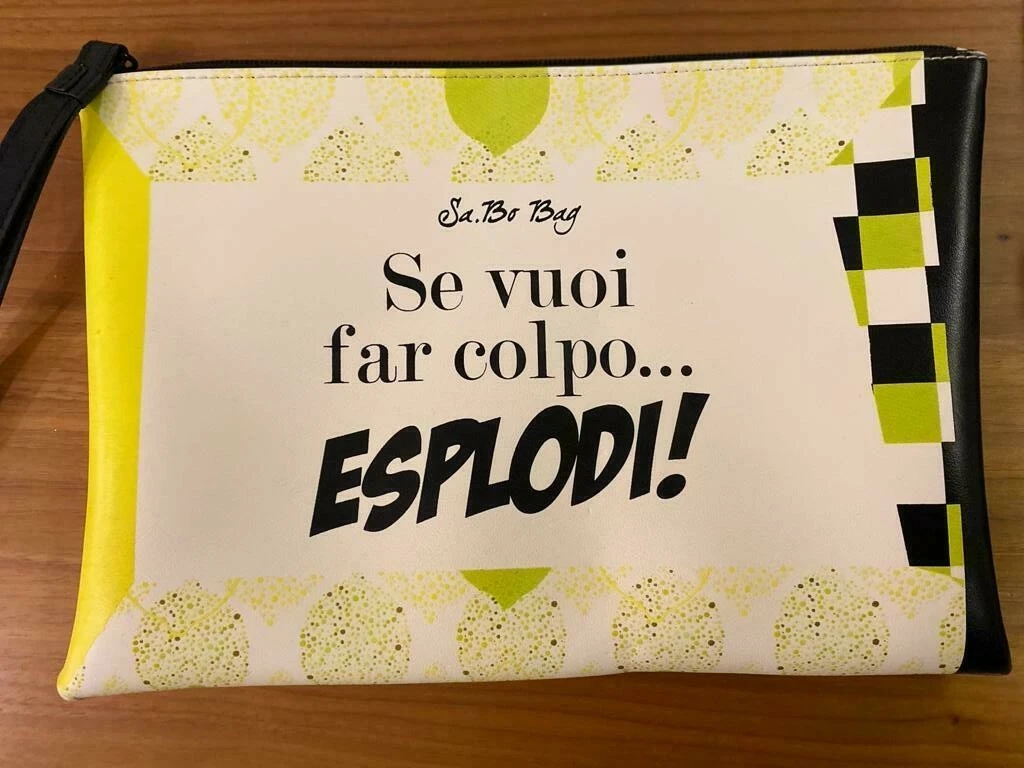 Sa.Bo Bag
Se vuoi
far colpo...
ESPLODI!